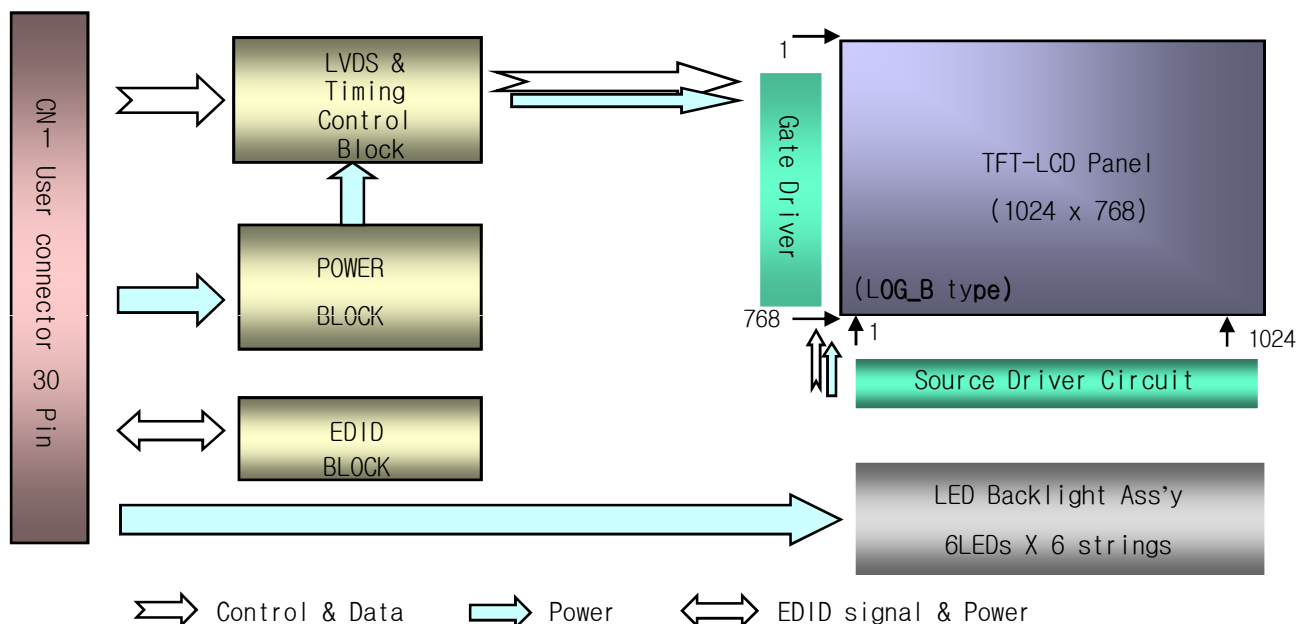 CN-1 User connector 30 Pin
LVDS &
Timing
Control
Block
POWER
BLOCK
EDID
BLOCK
1
Gate Driver
768
TFT-LCD Panel
(1024 x 768)
(LOG_B type)
1
1024
Source Driver Circuit
LED Backlight Ass’y
6LEDs X 6 strings
Control & Data
Power
EDID signal & Power